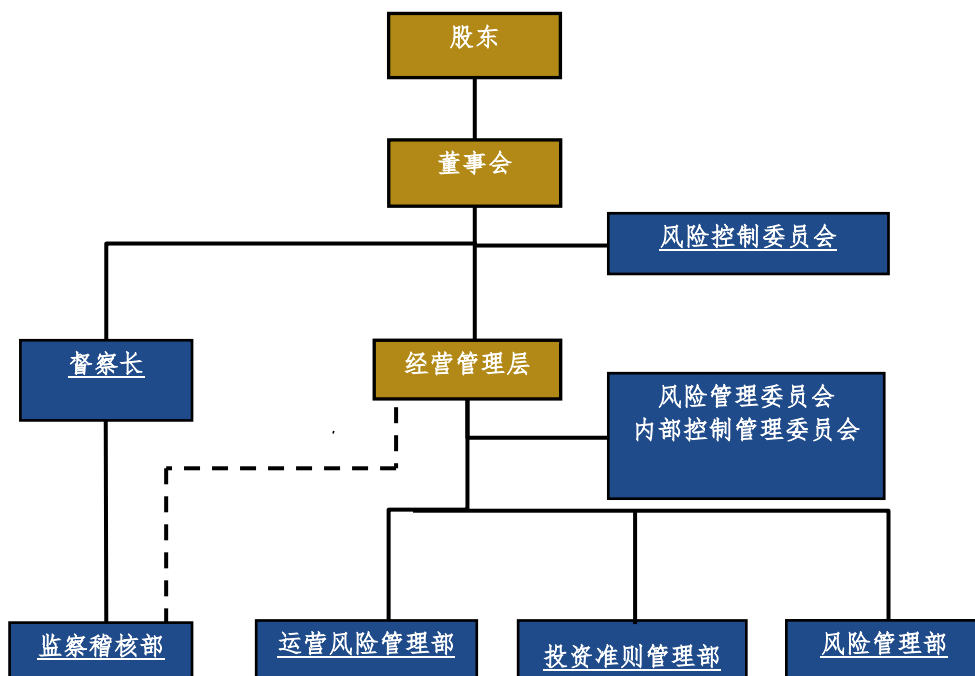 股东
董事会
风险控制委员会
督察长
经营管理层
风险管理委员会
内部控制管理委员会
监察稽核部
运营风险管理部
投资准则管理部
风险管理部